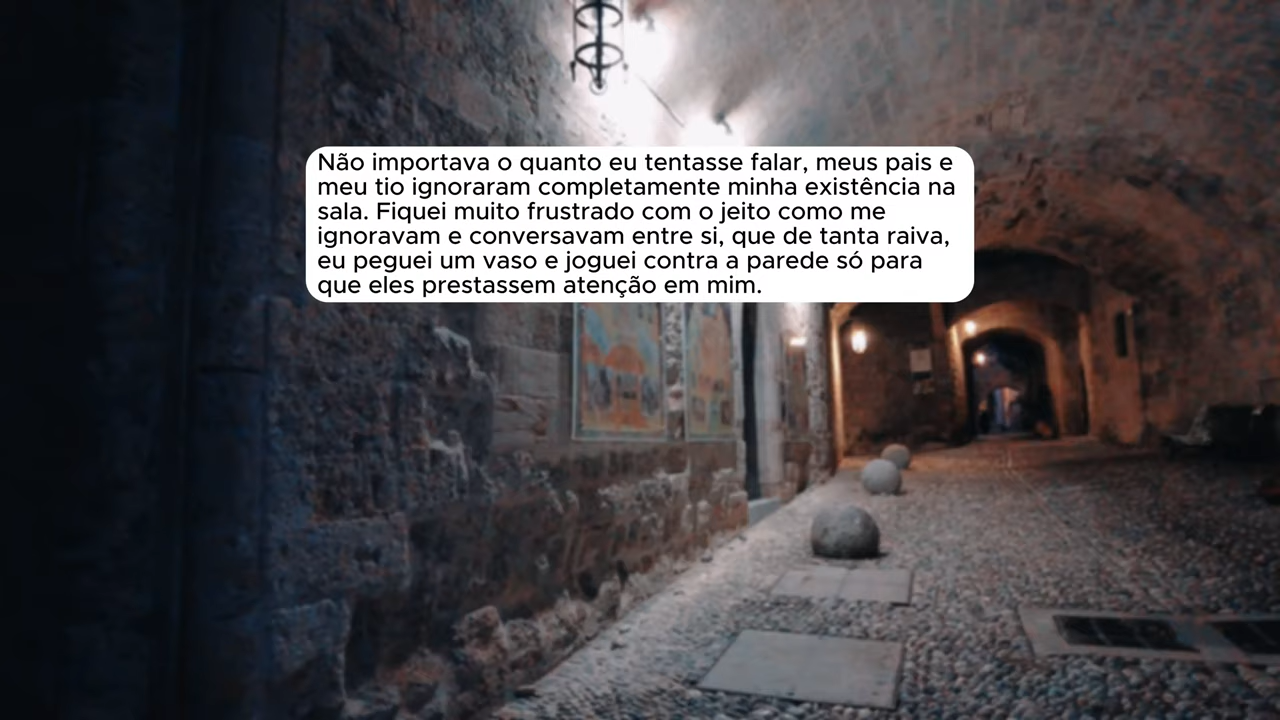 Não importava o quanto eu tentasse falar, meus pais e
meu tio ignoraram completamente minha existência na
sala. Fiquei muito frustrado com o jeito como me
ignoravam e conversavam entre si, que de tanta raiva,
eu peguei um vaso e joguei contra a parede só para
que eles prestassem atenção em mim.